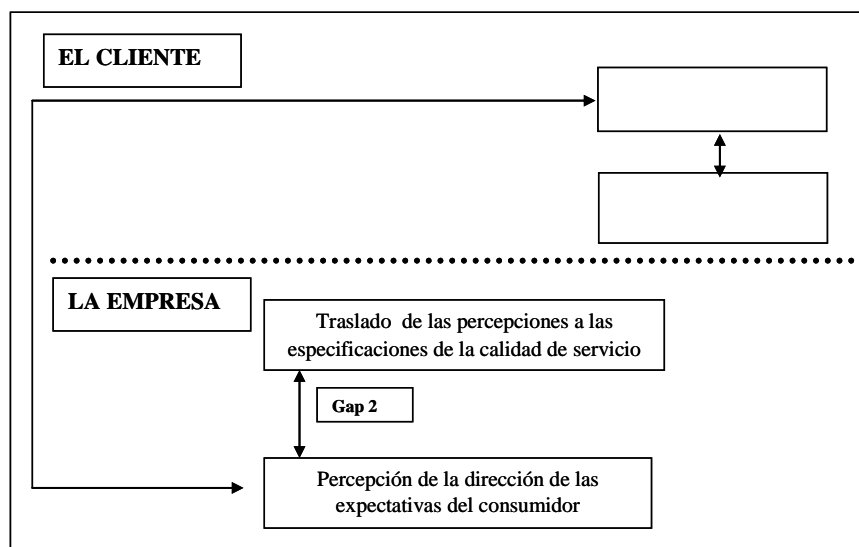 EL CLIENTE
LA EMPRESA
Traslado de las percepciones a las
especificaciones de la calidad de servicio
Gap 2
Percepción de la dirección de las
expectativas del consumidor